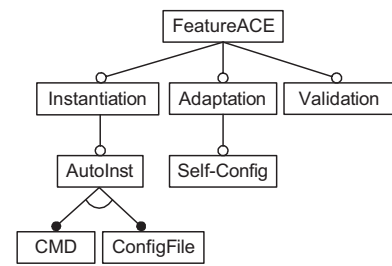 FeatureACE
Instantiation Adaptation Validation
AutoInst Self-Config
CMD ConfigFile